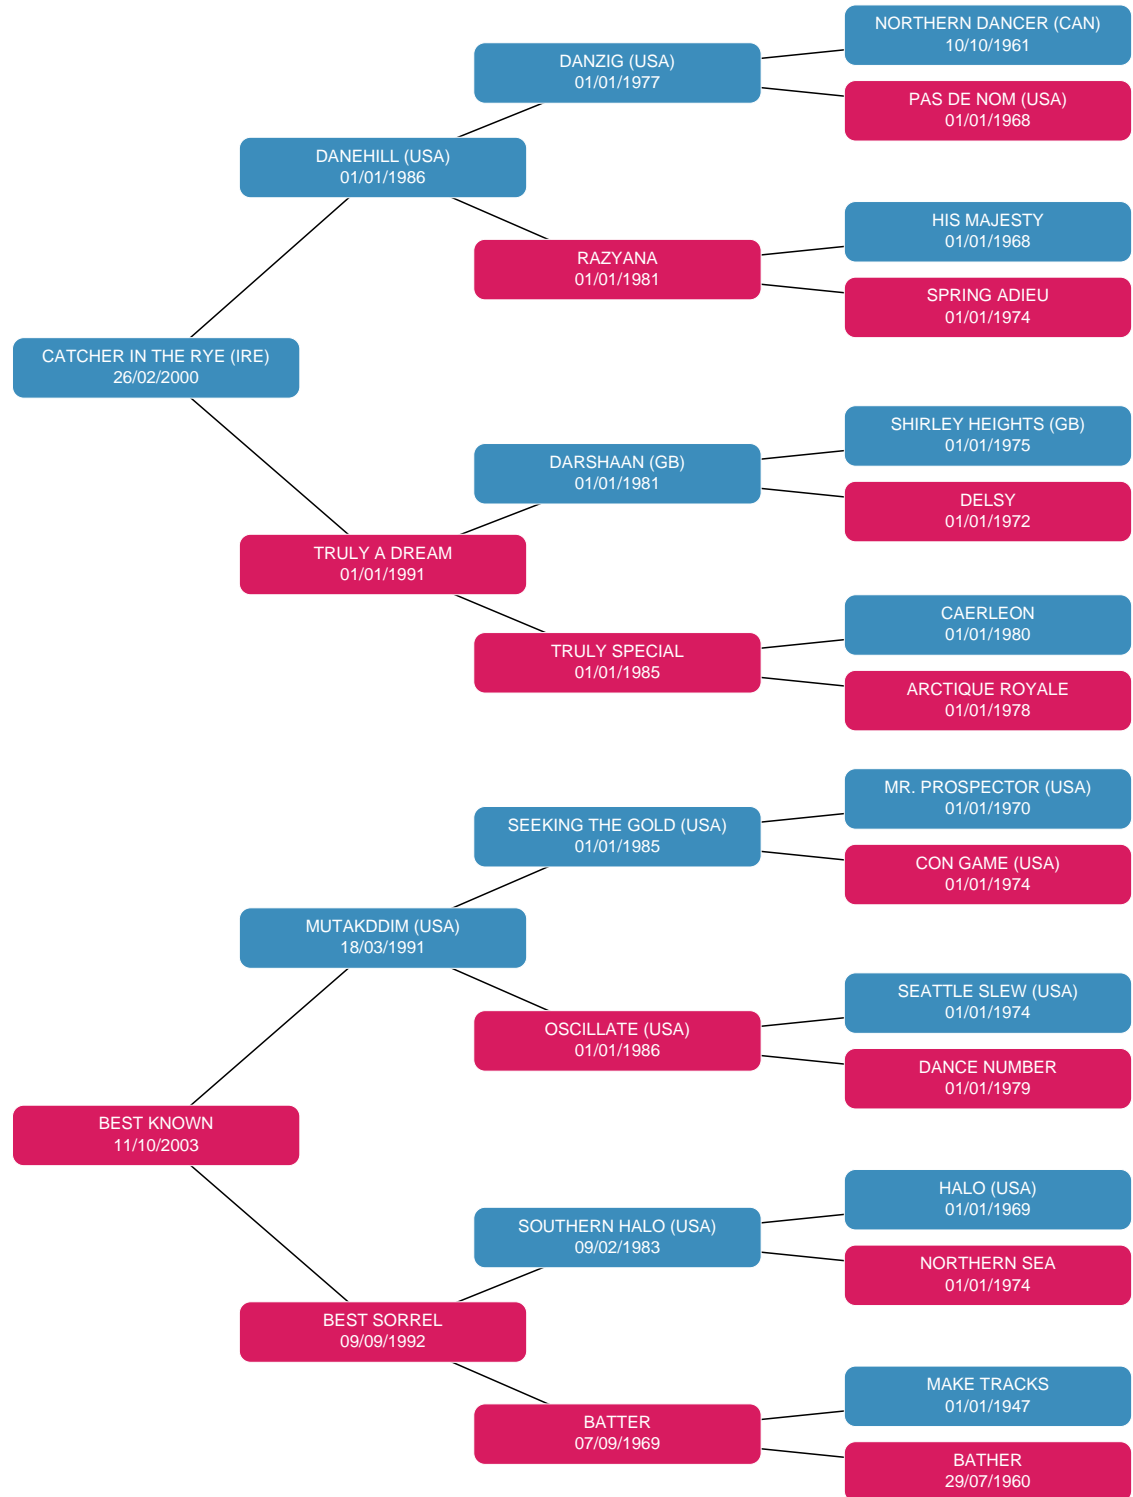 NORTHERN DANCER (CAN)
10/10/1961
DANZIG (USA)
01/01/1977
PAS DE NOM (USA)
01/01/1968
DANEHILL (USA)
01/01/1986
HIS MAJESTY
01/01/1968
RAZYANA
01/01/1981
SPRING ADIEU
01/01/1974
CATCHER IN THE RYE (IRE)
26/02/2000
SHIRLEY HEIGHTS (GB)
01/01/1975
DARSHAAN (GB)
01/01/1981
DELSY
01/01/1972
TRULY A DREAM
01/01/1991
CAERLEON
01/01/1980
TRULY SPECIAL
01/01/1985
ARCTIQUE ROYALE
01/01/1978
MR. PROSPECTOR (USA)
01/01/1970
SEEKING THE GOLD (USA)
01/01/1985
CON GAME (USA)
01/01/1974
MUTAKDDIM (USA)
18/03/1991
SEATTLE SLEW (USA)
01/01/1974
OSCILLATE (USA)
01/01/1986
DANCE NUMBER
01/01/1979
BEST KNOWN
11/10/2003
HALO (USA)
01/01/1969
SOUTHERN HALO (USA)
09/02/1983
NORTHERN SEA
01/01/1974
BEST SORREL
09/09/1992
MAKE TRACKS
01/01/1947
BATTER
07/09/1969
BATHER
29/07/1960